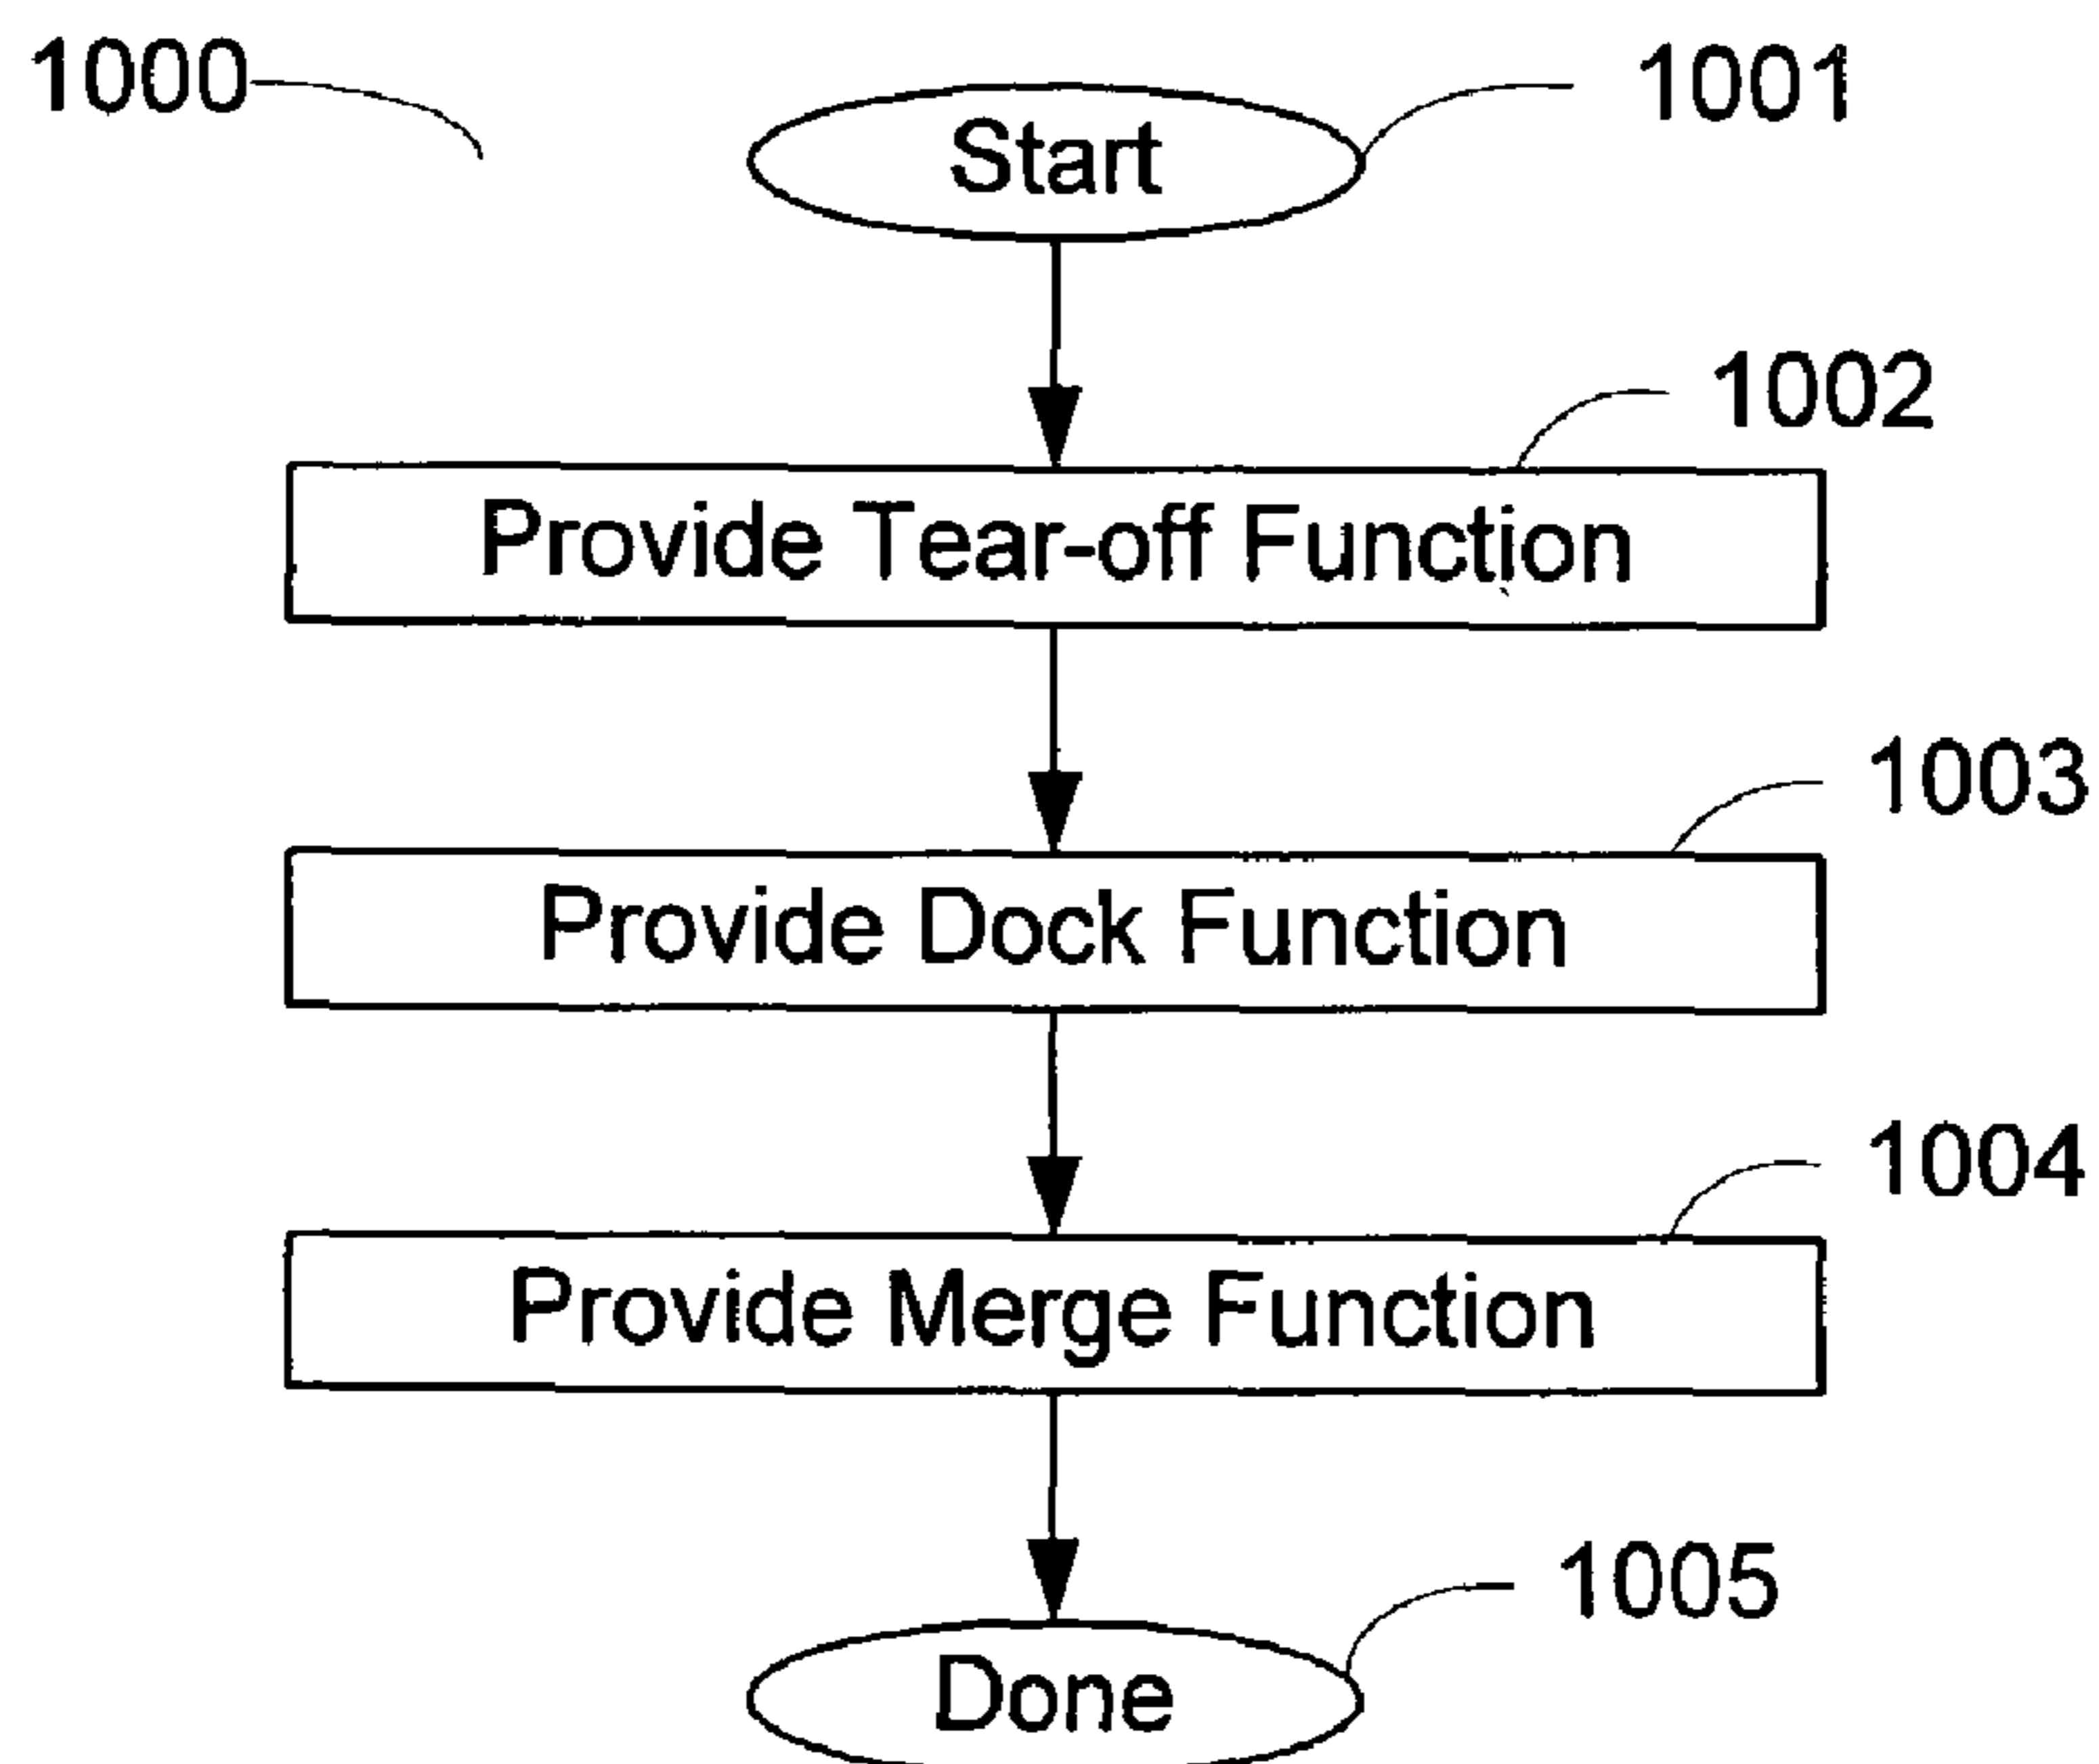 1000
Start
1001
1002
Provide Tear-off Function
1003
Provide Dock Function
1004
Provide Merge Function
1005
Done